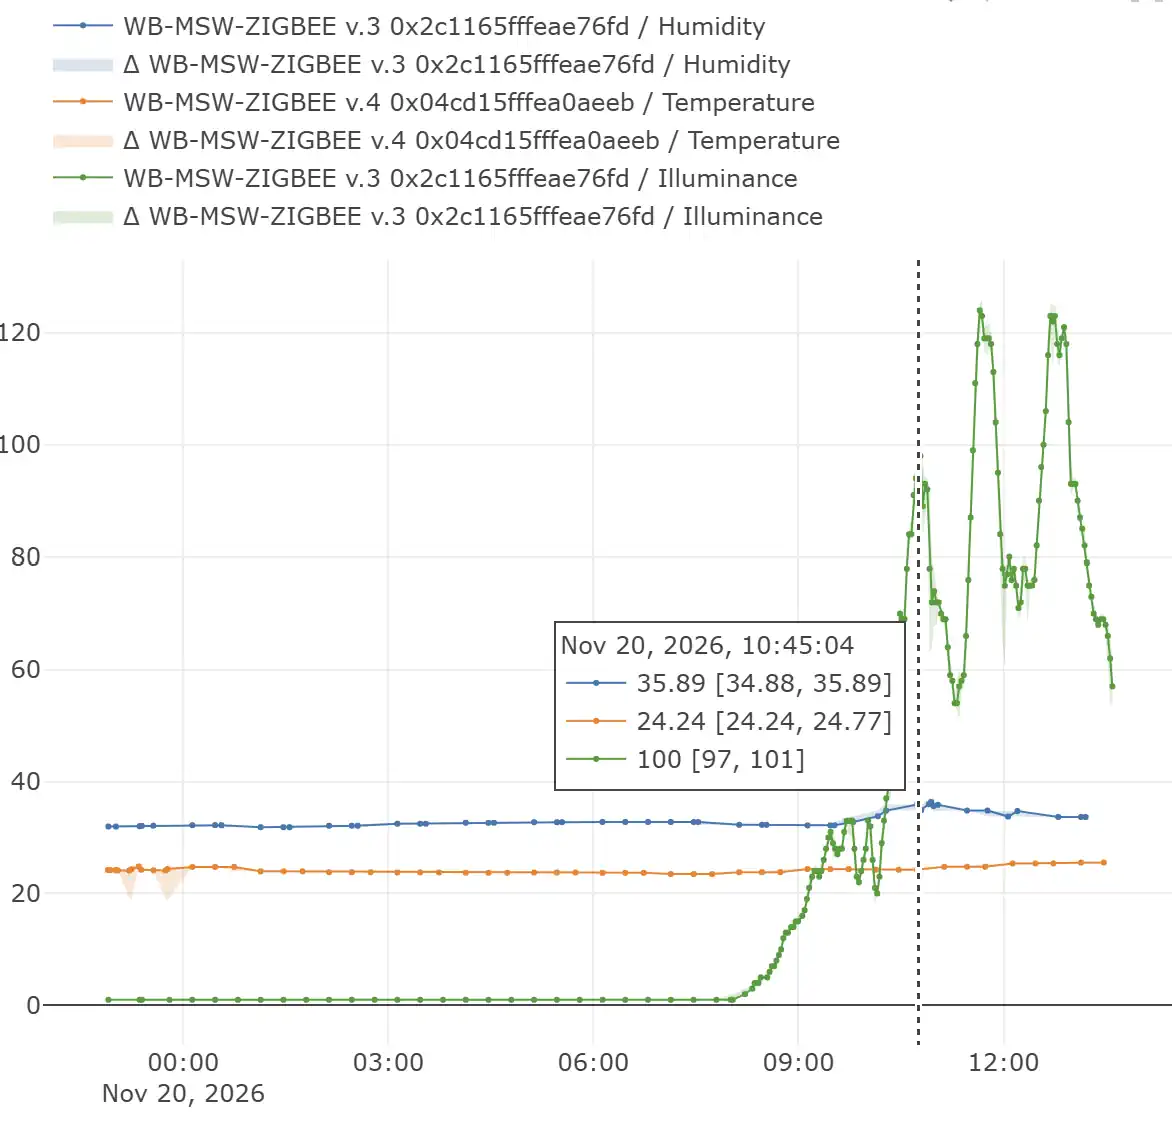 WB-MSW-ZIGBEE v.3 0x2c1165fffeae76fd / Humidity
Δ WB-MSW-ZIGBEE v.3 0x2c1165fffeae76fd / Humidity
WB-MSW-ZIGBEE v.4 0x04cd15fffea0aeeb / Temperature
Δ WB-MSW-ZIGBEE v.4 0x04cd15fffea0aeeb / Temperature
WB-MSW-ZIGBEE v.3 0x2c1165fffeae76fd / Illuminance
Δ WB-MSW-ZIGBEE v.3 0x2c1165fffeae76fd / Illuminance
120
100
80
60
40
20
0
Nov 20, 2026, 10:45:04
35.89 [34.88, 35.89]
24.24 [24.24, 24.77]
100 [97, 101]
00:00 03:00 06:00 09:00 12:00
Nov 20, 2026